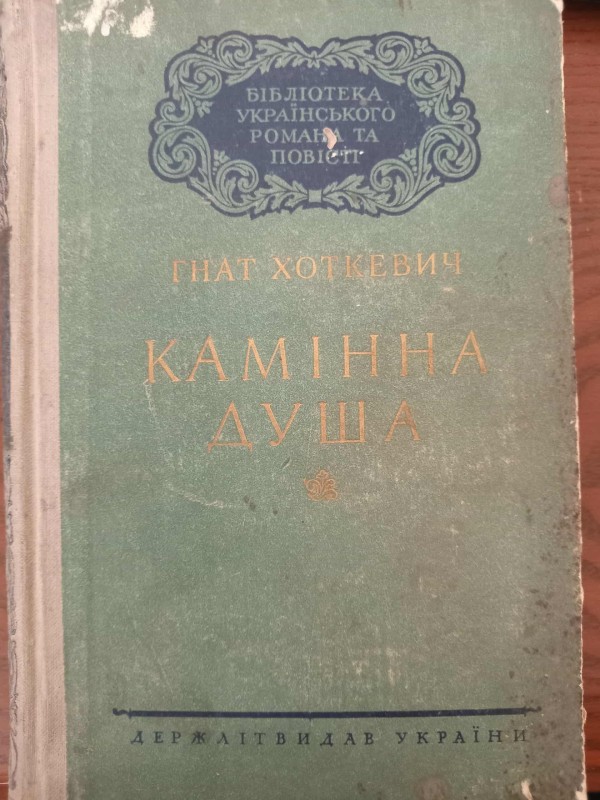 БІБЛІОТЕКА
УКРАЇНСЬКОГО
РОМАНА ТА
ПОВІСТІ
ГНАТ ХОТКЕВИЧ
КАМІННА
ДУША
ДЕРЖЛІТВИДАВ УКРАЇНИ